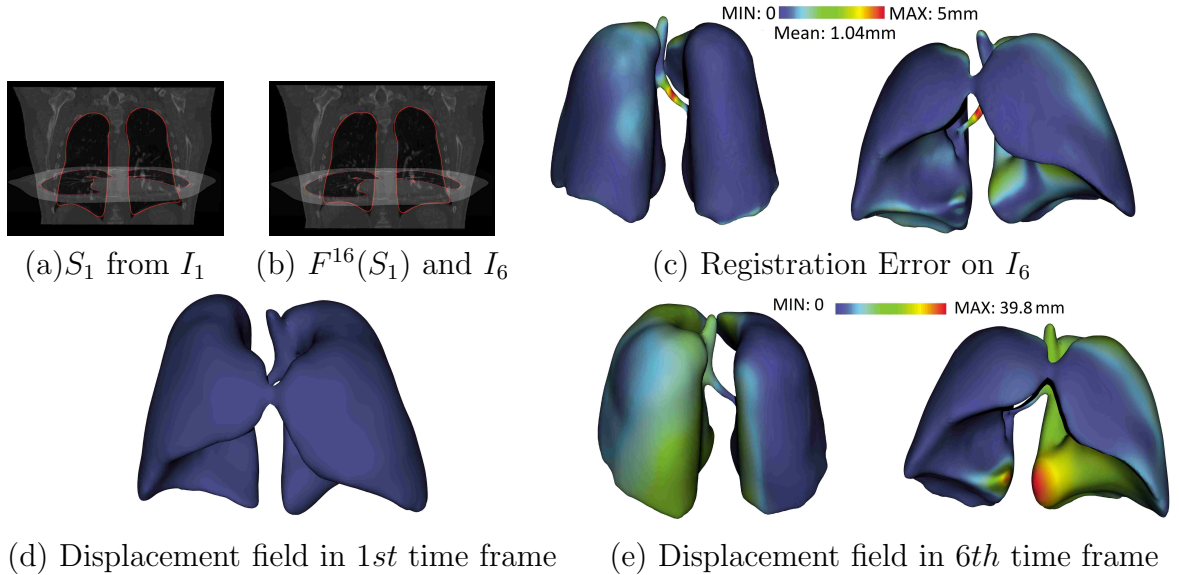 MIN: 0 MAX: 5mm
Mean: 1.04mm
(a)S₁ from I₁
(b) F¹⁶(S₁) and I₆
(c) Registration Error on I₆
MIN: 0 MAX: 39.8 mm
(d) Displacement field in 1st time frame
(e) Displacement field in 6th time frame